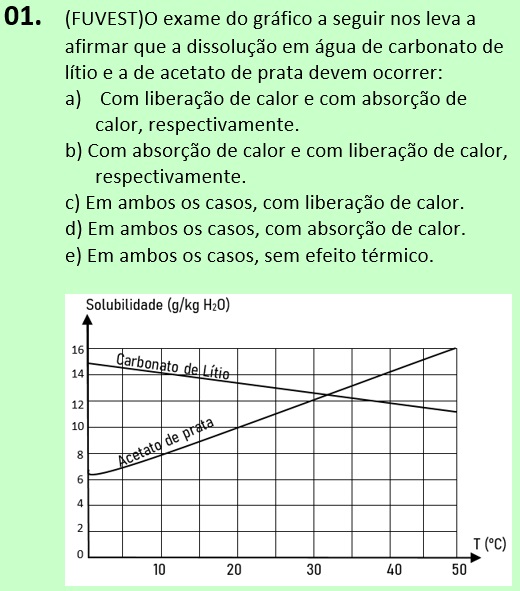 01. (FUVEST)O exame do gráfico a seguir nos leva a
afirmar que a dissolução em água de carbonato de
lítio e a de acetato de prata devem ocorrer:
a) Com liberação de calor e com absorção de
calor, respectivamente.
b) Com absorção de calor e com liberação de calor,
respectivamente.
c) Em ambos os casos, com liberação de calor.
d) Em ambos os casos, com absorção de calor.
e) Em ambos os casos, sem efeito térmico.
Solubilidade (g/kg H₂O)
16
Carbonato de Lítio
14
12
10
Acetato de prata
8
6
4
2
0
T (ºC)
10 20 30 40 50